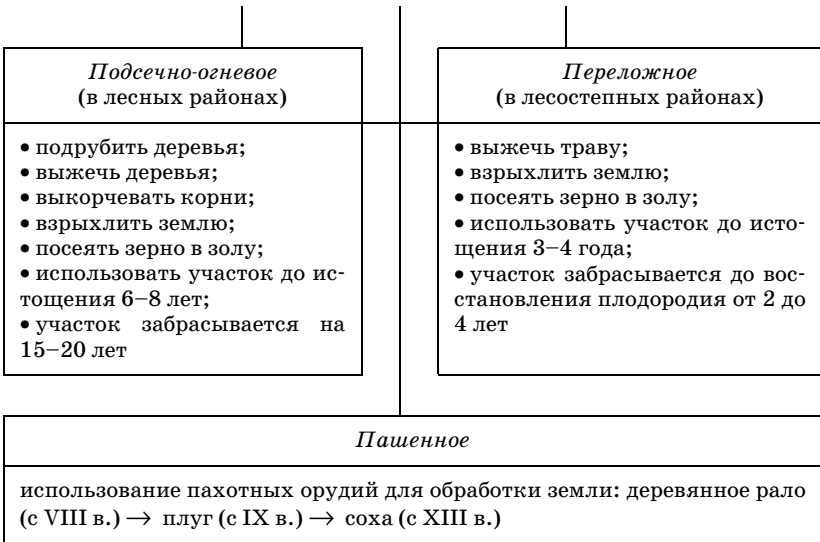 Подсечно-огневое
(в лесных районах)
• подрубить деревья;
• выжечь деревья;
• выкорчевать корни;
• взрыхлить землю;
• посеять зерно в золу;
• использовать участок до ис-
тощения 6–8 лет;
• участок забрасывается на
15–20 лет
Переложное
(в лесостепных районах)
• выжечь траву;
• взрыхлить землю;
• посеять зерно в золу;
• использовать участок до исто-
щения 3–4 года;
• участок забрасывается до вос-
становления плодородия от 2 до
4 лет
Пашенное
использование пахотных орудий для обработки земли: деревянное рало
(с VIII в.) → плуг (с IX в.) → соха (с XIII в.)